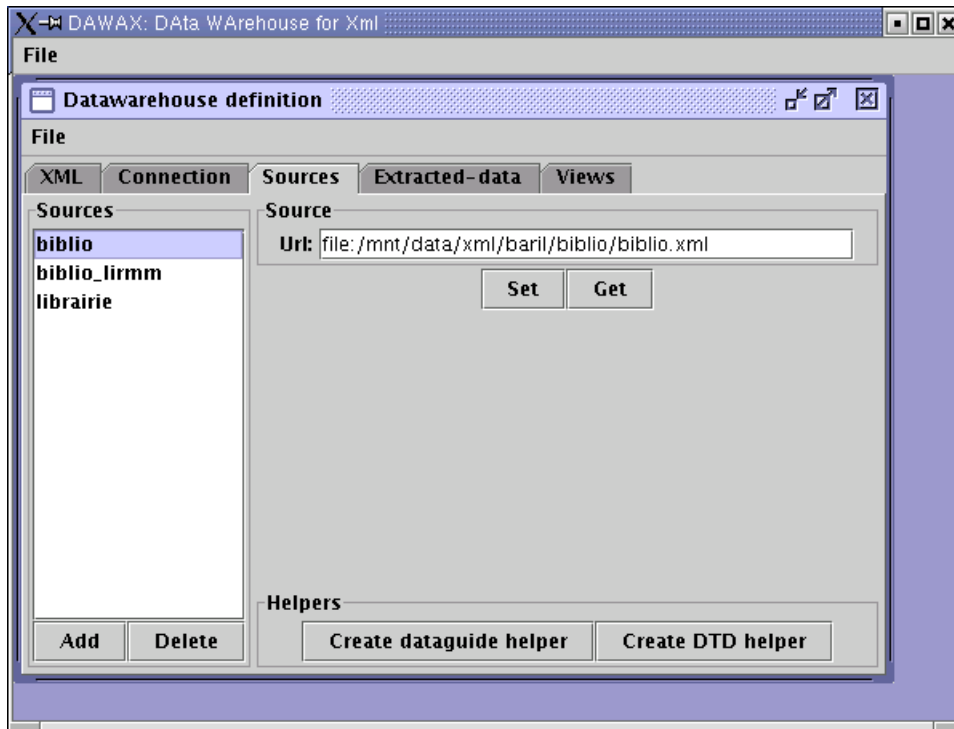 DAWAX: DAta WArehouse for Xml
File
Datawarehouse definition
File
XML Connection Sources Extracted-data Views
Sources
biblio
biblio_lirmm
librairie
Add Delete
Source
Url: file:/mnt/data/xml/baril/biblio/biblio.xml
Set Get
Helpers
Create dataguide helper Create DTD helper